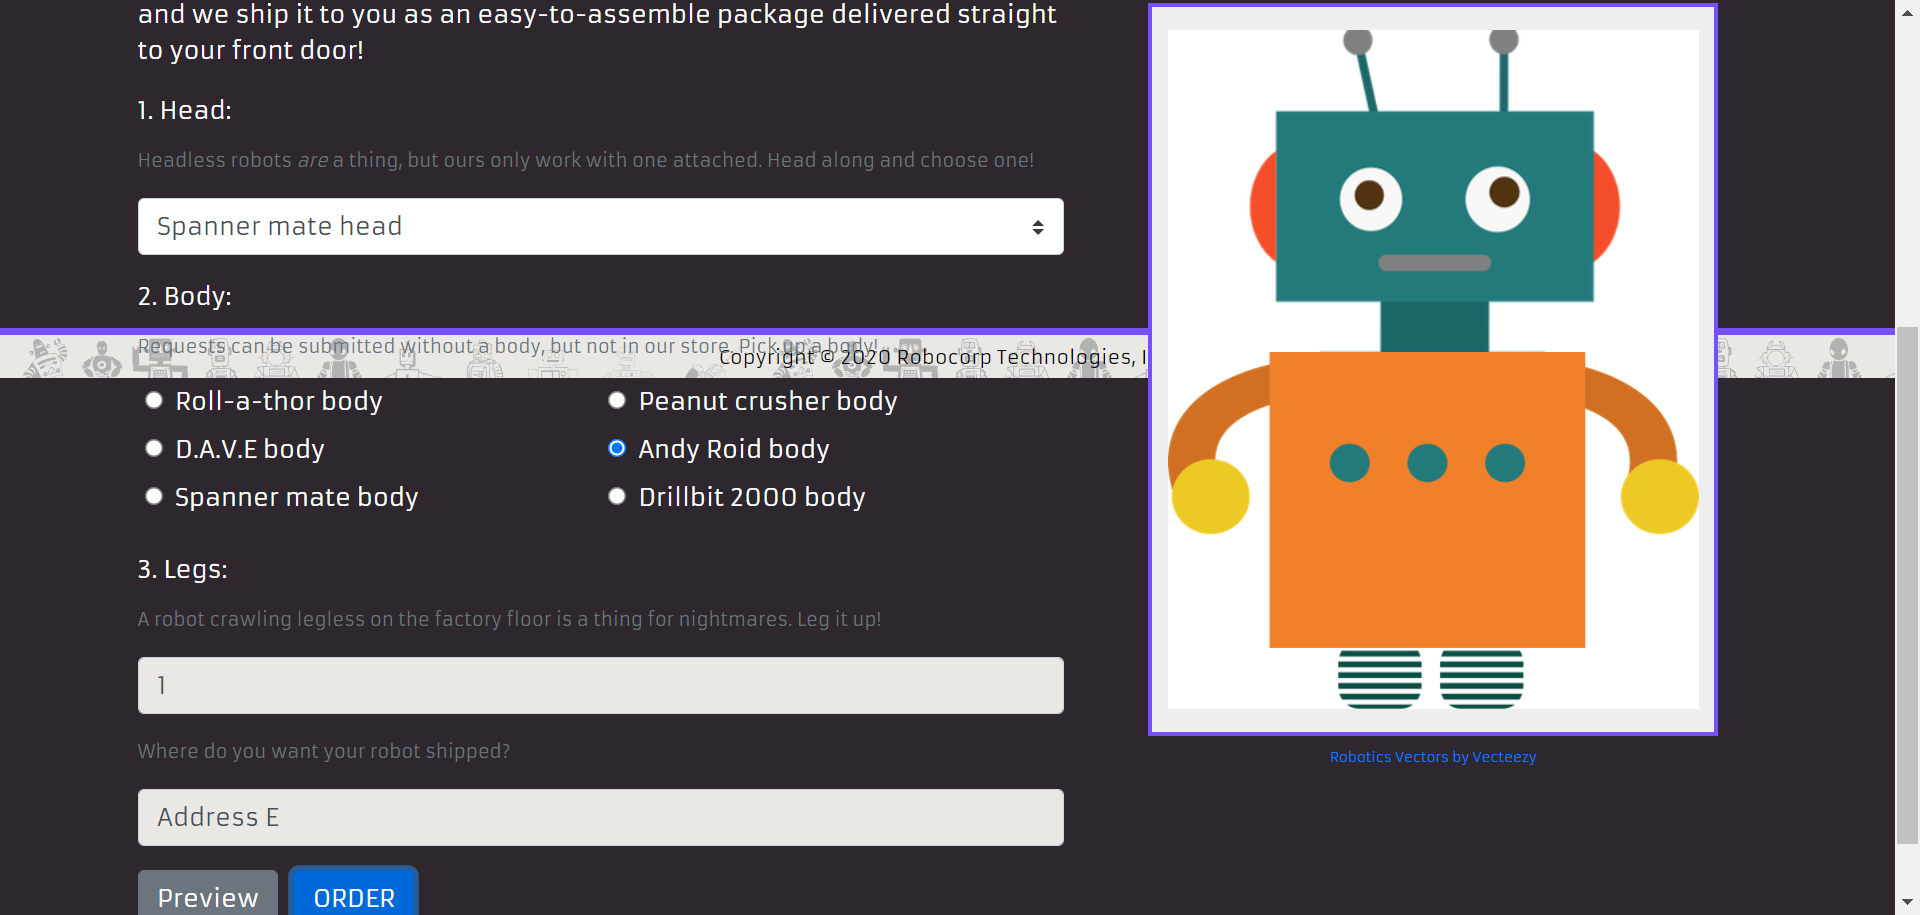 and we ship it to you as an easy-to-assemble package delivered straight
to your front door!
1. Head:
Headless robots are a thing, but ours only work with one attached. Head along and choose one!
Spanner mate head
2. Body:
Requests can be submitted without a body, but not in our store. Pick up a body!
Copyright © 2020 Robocorp Technologies, I
Roll-a-thor body
Peanut crusher body
D.A.V.E body
Andy Roid body
Spanner mate body
Drillbit 2000 body
3. Legs:
A robot crawling legless on the factory floor is a thing for nightmares. Leg it up!
1
Where do you want your robot shipped?
Address E
Preview
ORDER
Robotics Vectors by Vecteezy